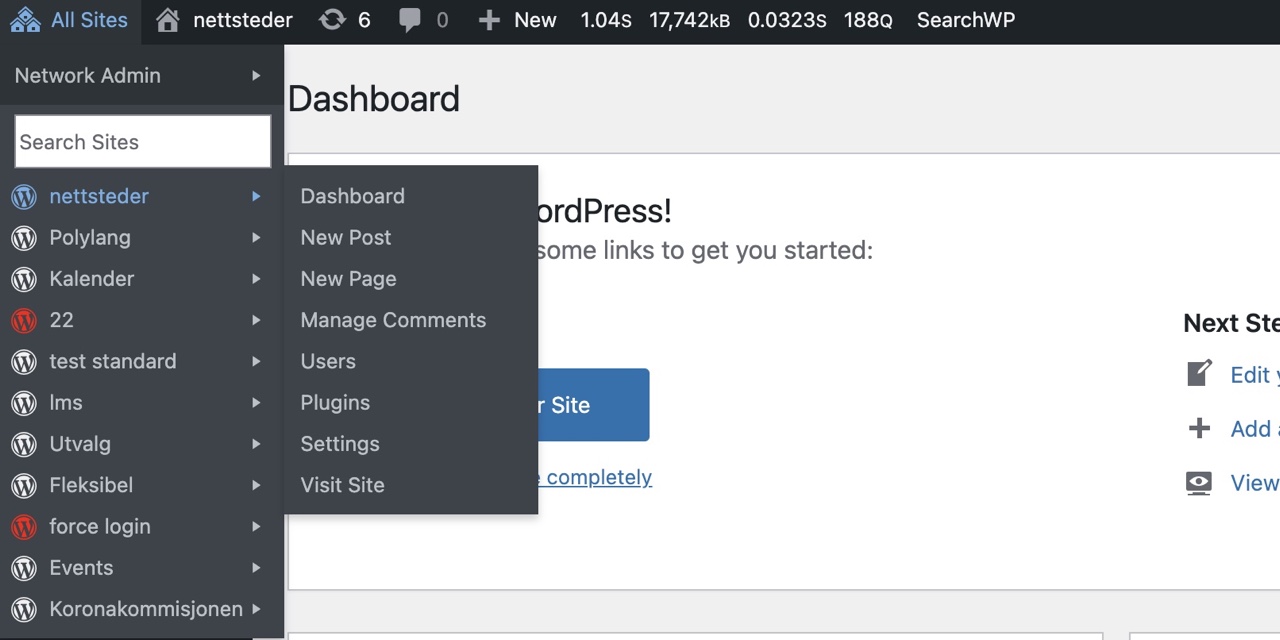 All Sites nettsteder 6 0 New 1.04S 17,742KB 0.0323S 188Q SearchWP
Network Admin
Dashboard
Search Sites
nettsteder
Polylang
Kalender
22
test standard
lms
Utvalg
Fleksibel
force login
Events
Koronakommisjonen
Dashboard
New Post
New Page
Manage Comments
Users
Plugins
Settings
Visit Site
ordPress!
some links to get you started:
r Site
completely
Next Ste
Edit
Add a
View